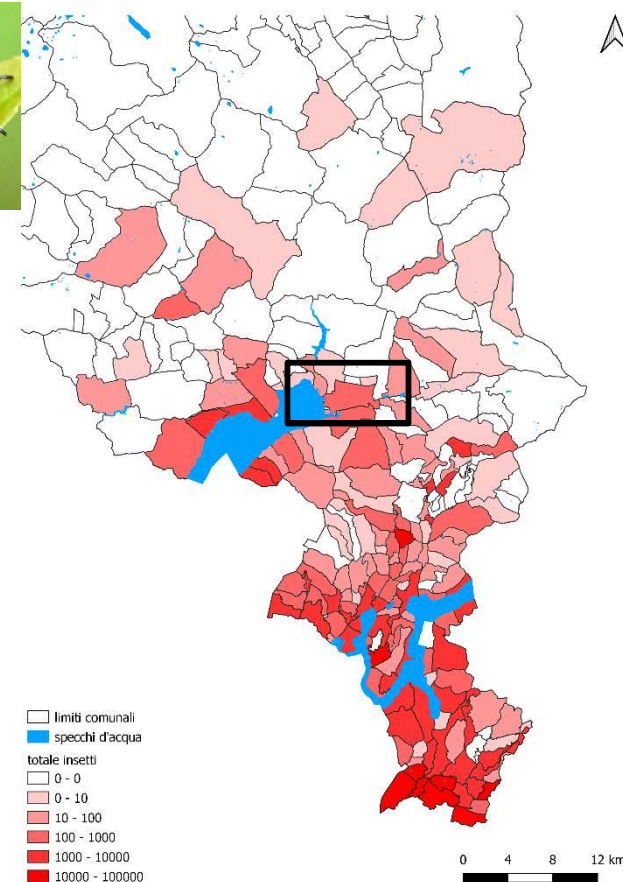 limiti comunali
specchi d'acqua
totale insetti
0 - 0
0 - 10
10 - 100
100 - 1000
1000 - 10000
10000 - 100000
0 4 8 12 km